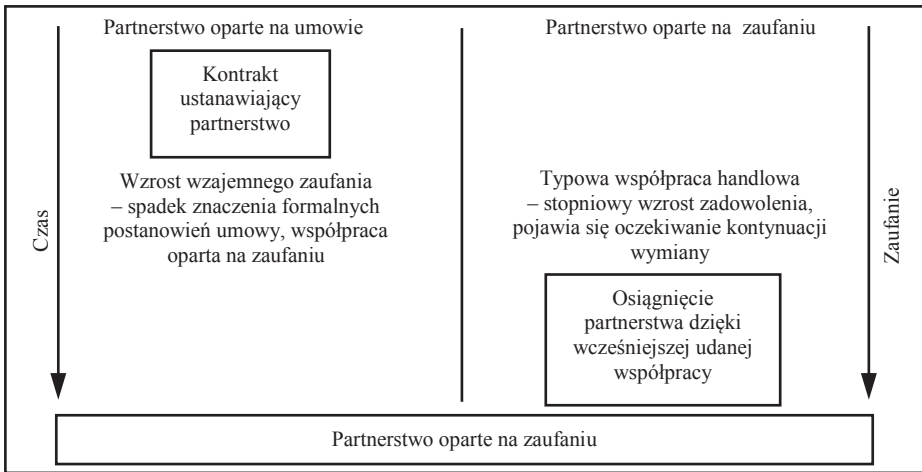 Partnerstwo oparte na umowie
Kontrakt
ustanawiający
partnerstwo
Wzrost wzajemnego zaufania
– spadek znaczenia formalnych
postanowień umowy, współpraca
oparta na zaufaniu
Czas
Partnerstwo oparte na zaufaniu
Typowa współpraca handlowa
– stopniowy wzrost zadowolenia,
pojawia się oczekiwanie kontynuacji
wymiany
Osiągnięcie
partnerstwa dzięki
wcześniejszej udanej
współpracy
Zaufanie
Partnerstwo oparte na zaufaniu